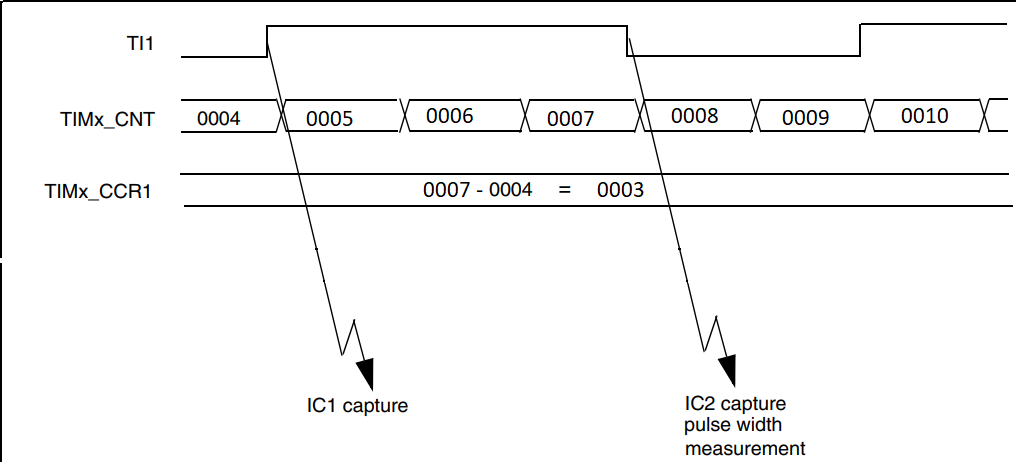 TI1
TIMx_CNT 0004 0005 0006 0007 0008 0009 0010
TIMx_CCR1 0007 - 0004 = 0003
IC1 capture
IC2 capture
pulse width
measurement